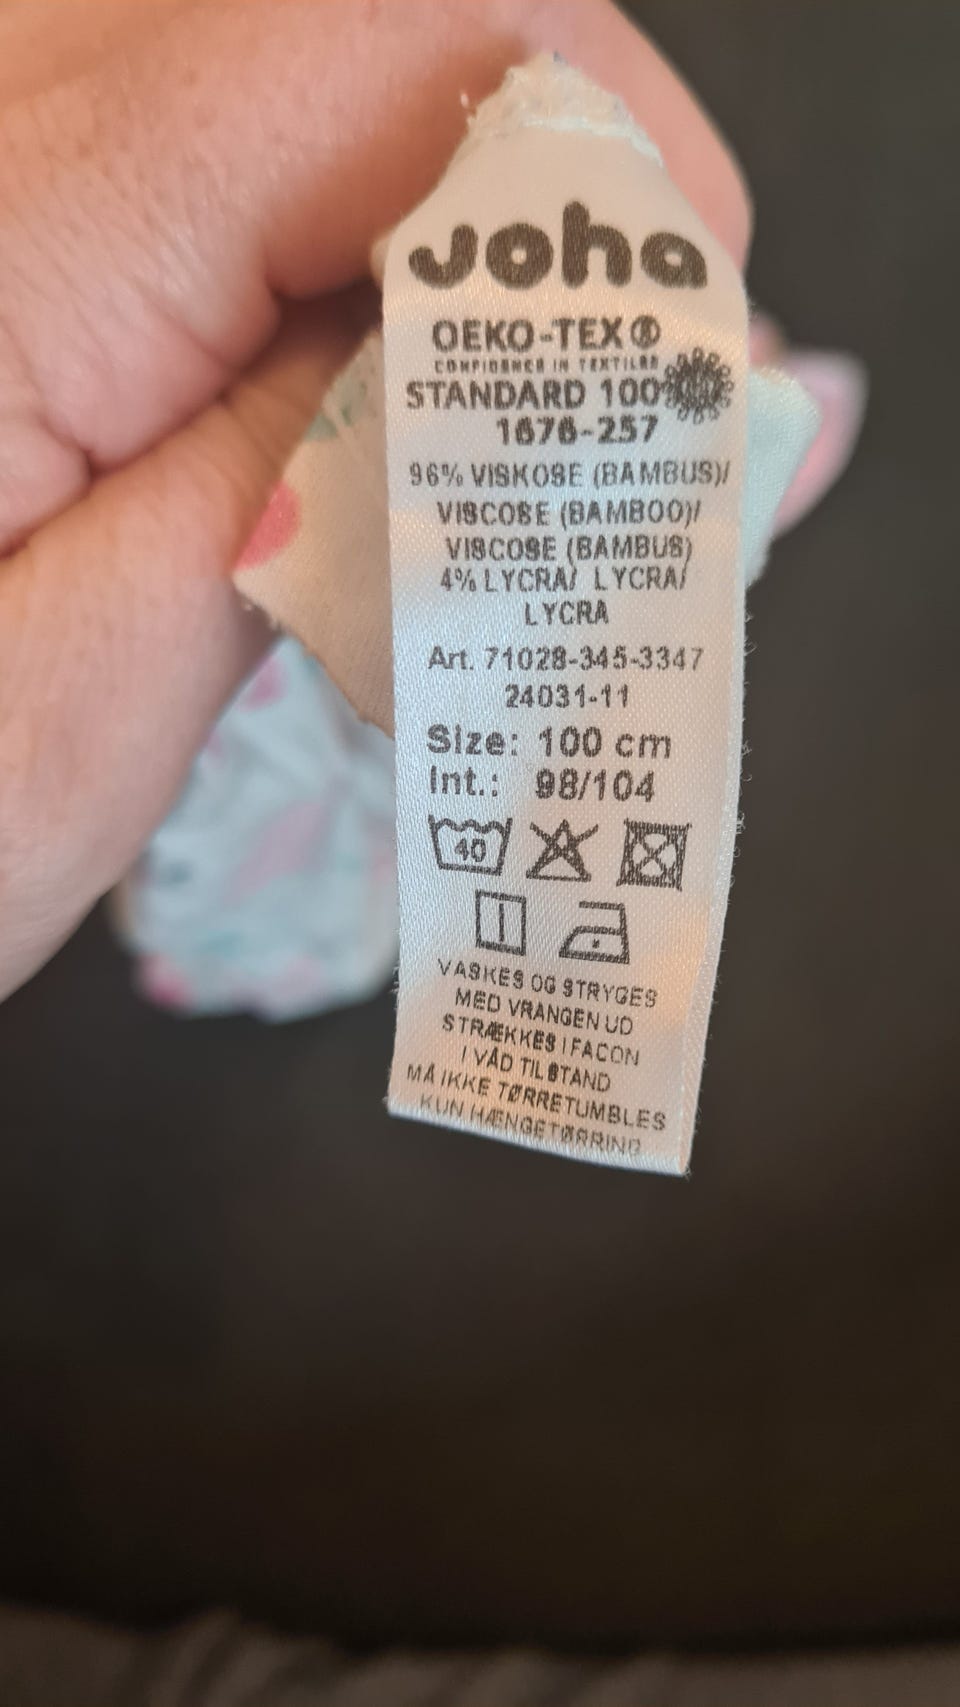 Joha
OEKO-TEX®
CONFIDENCE IN TEXTILES
STANDARD 100
1676-257
96% VISKOSE (BAMBUS)/
VISCOSE (BAMBOO)/
VISCOSE (BAMBUS)
4% LYCRA/ LYCRA/
LYCRA
Art. 71028-345-3347
24031-11
Size: 100 cm
Int.: 98/104
40
VASKES OG STRYGES
MED VRANGEN UD
STRÆKKES I FACON
I VÅD TILSTAND
MÅ IKKE TØRRETUMBLES
KUN HÆNGETØRRING